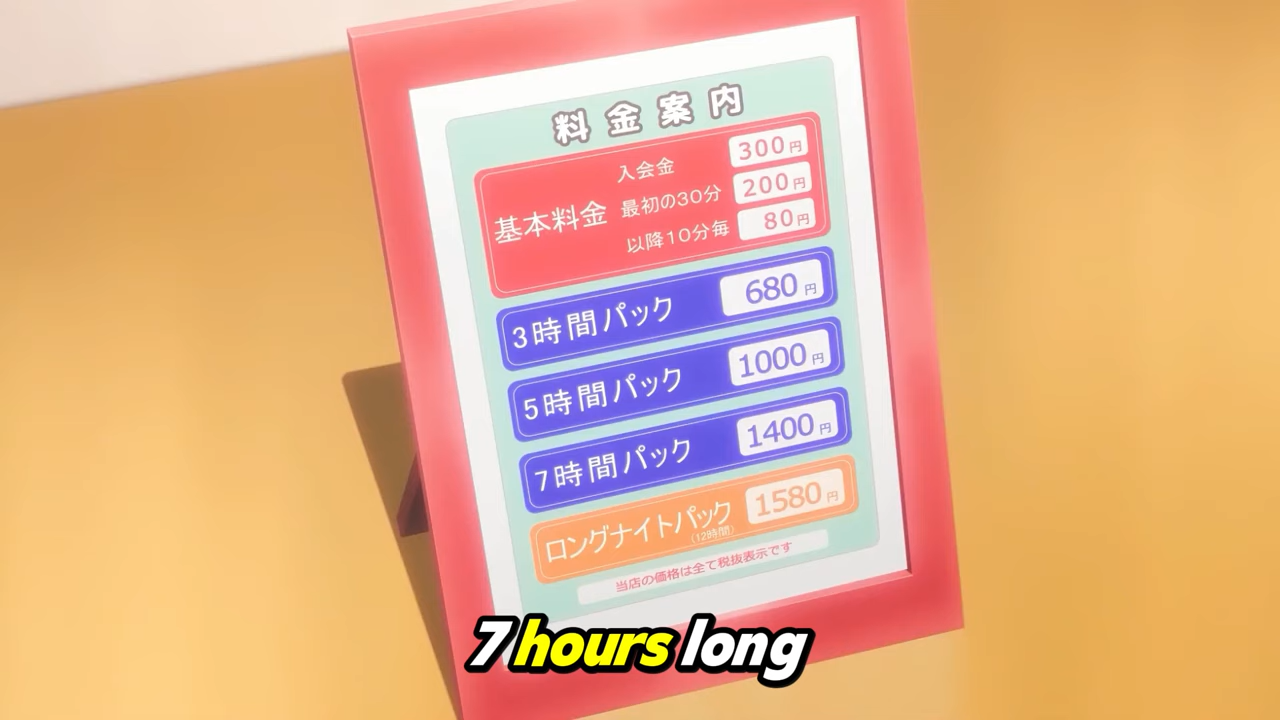 料金案内
入会金 300円
基本料金 最初の30分 200円
以降10分毎 80円
3時間パック 680円
5時間パック 1000円
7時間パック 1400円
ロングナイトパック 1580円
(12時間)
当店の価格は全て税抜表示です
7 hours long